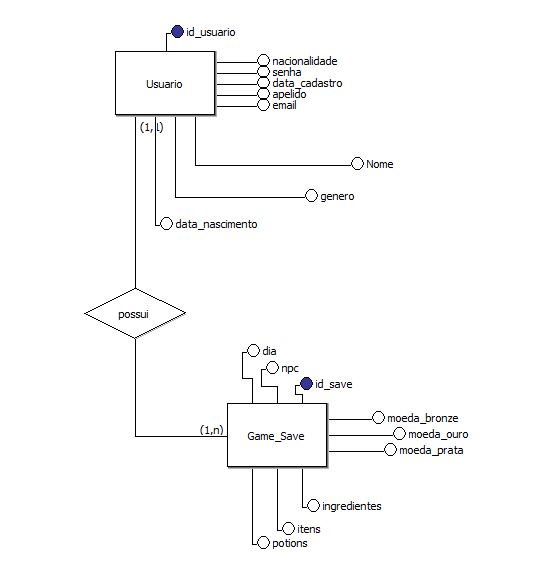 id_usuario
nacionalidade
senha
data_cadastro
apelido
email
Usuario
(1,1)
Nome
genero
data_nascimento
possui
dia
npc
id_save
moeda_bronze
moeda_ouro
moeda_prata
(1,n)
Game_Save
ingredientes
itens
potions